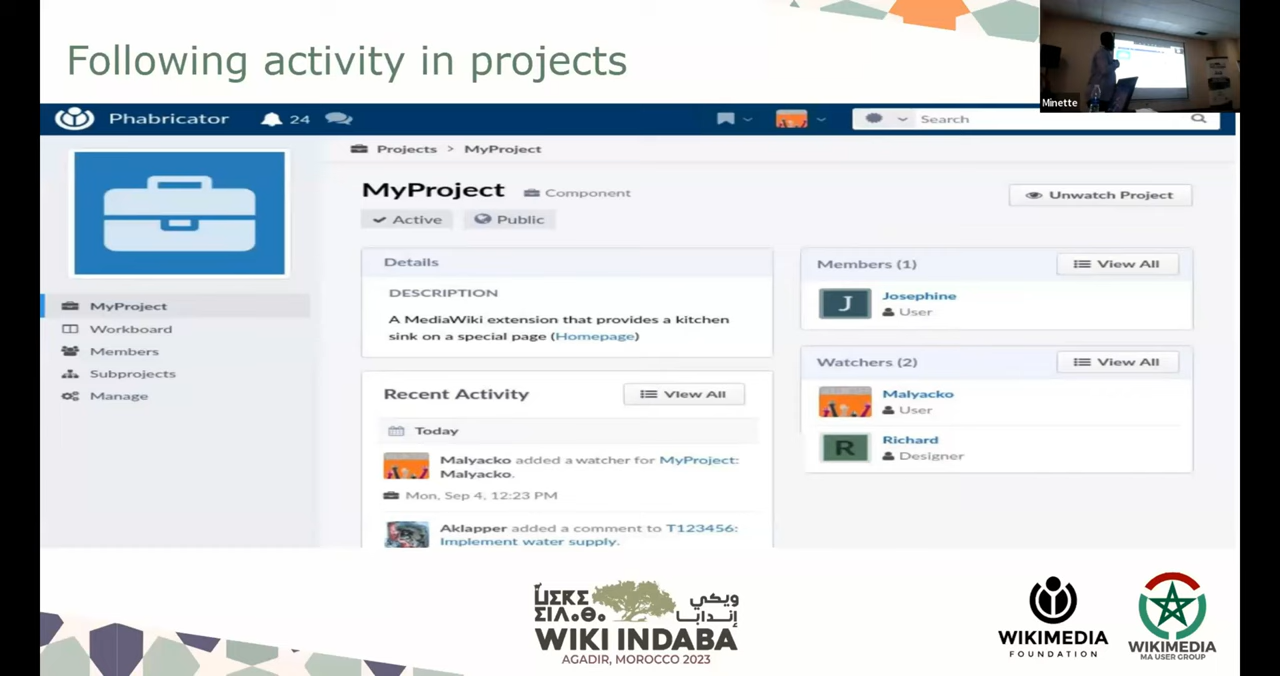 Following activity in projects
Minette
Phabricator 24 Search
Projects > MyProject
MyProject Component
Unwatch Project
Active Public
MyProject
Workboard
Members
Subprojects
Manage
Details
DESCRIPTION
A MediaWiki extension that provides a kitchen
sink on a special page (Homepage)
Recent Activity View All
Today
Malyacko added a watcher for MyProject:
Malyacko.
Mon, Sep 4, 12:23 PM
Aklapper added a comment to T123456:
Implement water supply.
Members (1) View All
Josephine
J
User
Watchers (2) View All
Malyacko
User
Richard
R
Designer
ⵡⵉⴽⵉ ويكي
ⵉⵏⴷⴰⴱⴰ إندابا
WIKI INDABA
AGADIR, MOROCCO 2023
WIKIMEDIA
FOUNDATION
WIKIMEDIA
MA USER GROUP